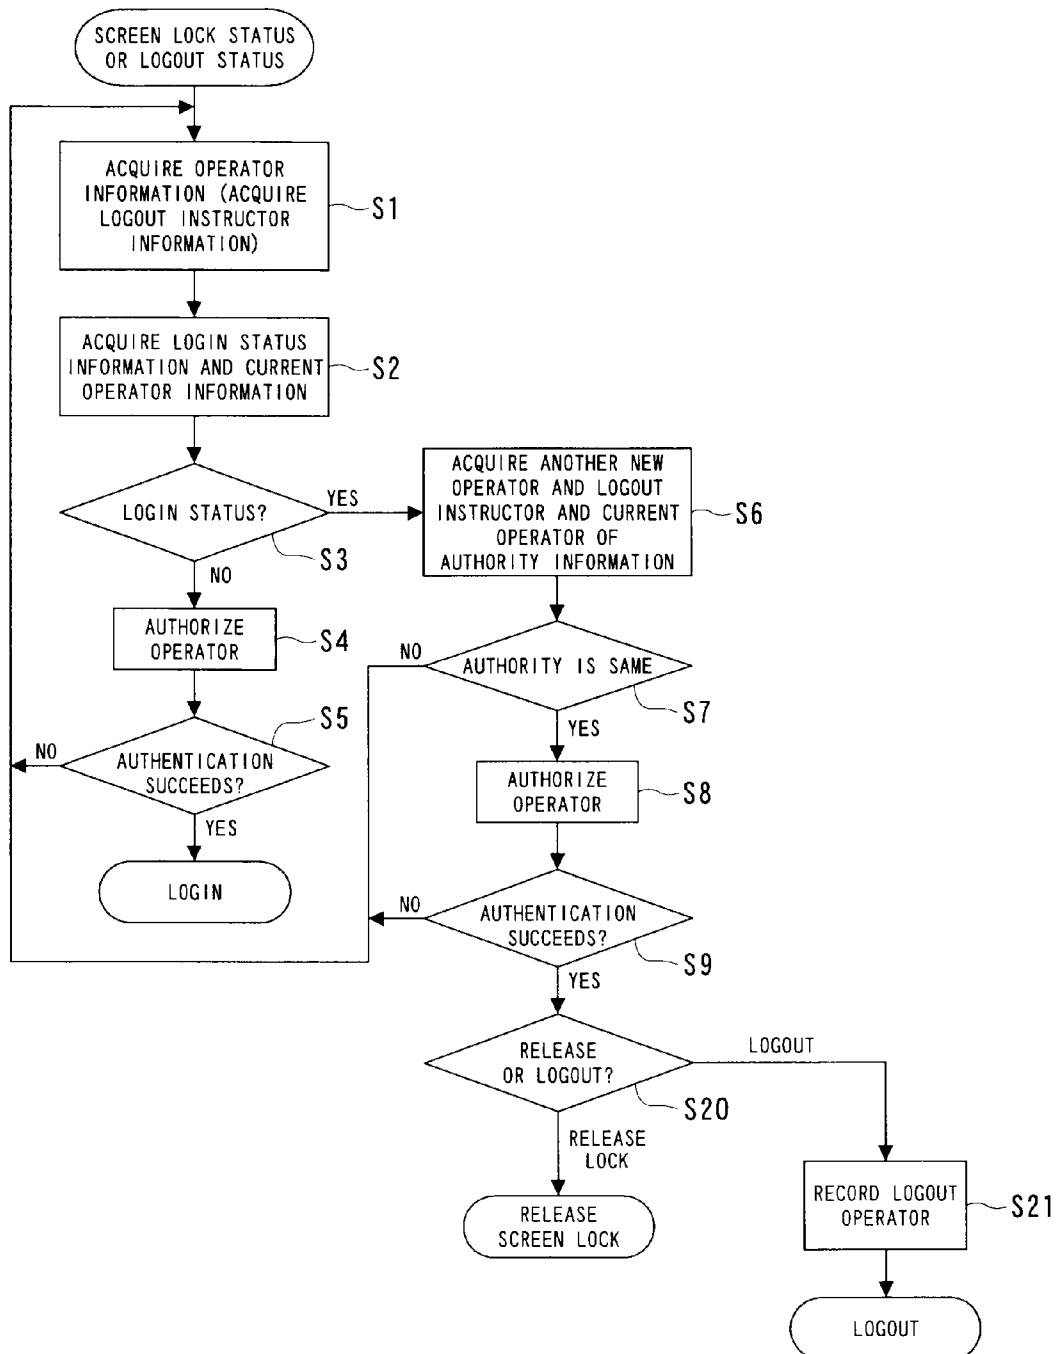 SCREEN LOCK STATUS
OR LOGOUT STATUS
ACQUIRE OPERATOR
INFORMATION (ACQUIRE
LOGOUT INSTRUCTOR
INFORMATION)
S1
ACQUIRE LOGIN STATUS
INFORMATION AND CURRENT
OPERATOR INFORMATION
S2
LOGIN STATUS?
YES
S3
NO
ACQUIRE ANOTHER NEW
OPERATOR AND LOGOUT
INSTRUCTOR AND CURRENT
OPERATOR OF
AUTHORITY INFORMATION
S6
AUTHORIZE
OPERATOR
S4
NO
AUTHORITY IS SAME
S7
YES
S5
NO
AUTHENTICATION
SUCCEEDS?
YES
LOGIN
AUTHORIZE
OPERATOR
S8
NO
AUTHENTICATION
SUCCEEDS?
S9
YES
RELEASE
OR LOGOUT?
LOGOUT
S20
RELEASE
LOCK
RELEASE
SCREEN LOCK
RECORD LOGOUT
OPERATOR
S21
LOGOUT